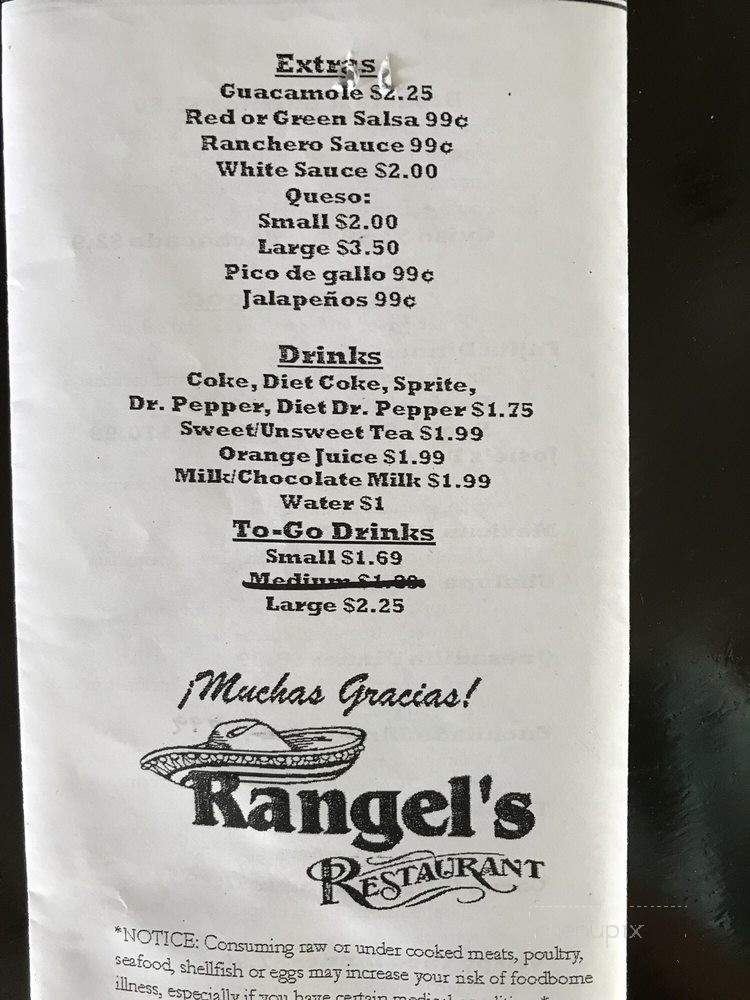 Extras
Guacamole $2.25
Red or Green Salsa 99¢
Ranchero Sauce 99¢
White Sauce $2.00
Queso:
Small $2.00
Large $3.50
Pico de gallo 99¢
Jalapeños 99¢
Drinks
Coke, Diet Coke, Sprite,
Dr. Pepper, Diet Dr. Pepper $1.75
Sweet/Unsweet Tea $1.99
Orange Juice $1.99
Milk/Chocolate Milk $1.99
Water $1
To-Go Drinks
Small $1.69
Medium
Large $2.25
¡Muchas Gracias!
Rangel's
RESTAURANT
*NOTICE: Consuming raw or under cooked meats, poultry,
seafood, shellfish or eggs may increase your risk of foodborne
illness, especially if you have certain